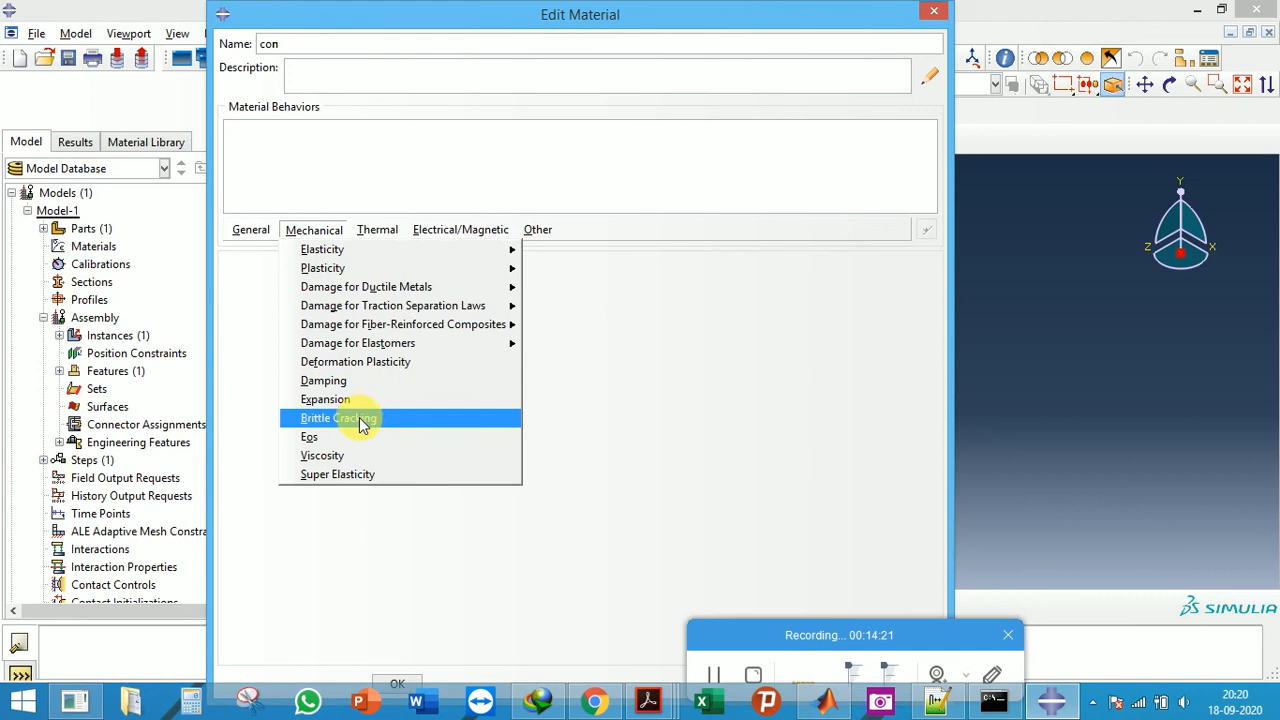 Edit Material
File
Model
Viewport
View
Name:
con
Description:
Material Behaviors
Model
Results
Material Library
Model Database
Models (1)
Model-1
Parts (1)
Materials
Calibrations
Sections
Profiles
Assembly
Instances (1)
Position Constraints
Features (1)
Sets
Surfaces
Connector Assignments
Engineering Features
Steps (1)
Field Output Requests
History Output Requests
Time Points
ALE Adaptive Mesh Constra
Interactions
Interaction Properties
Contact Controls
General
Mechanical
Thermal
Electrical/Magnetic
Other
Elasticity
Plasticity
Damage for Ductile Metals
Damage for Traction Separation Laws
Damage for Fiber-Reinforced Composites
Damage for Elastomers
Deformation Plasticity
Damping
Expansion
Brittle Cracking
Eos
Viscosity
Super Elasticity
Y
Z
X
SIMULIA
Recording... 00:14:21
OK
20:20
18-09-2020